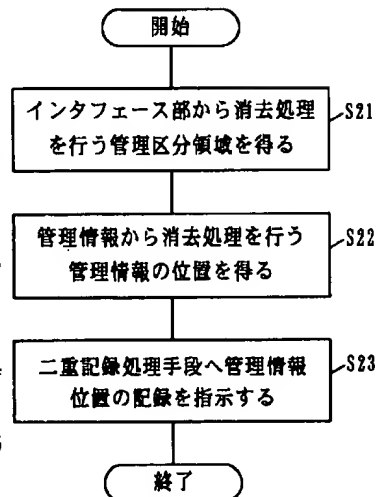 開始
インタフェース部から消去処理
を行う管理区分領域を得る
S21
管理情報から消去処理を行う
管理情報の位置を得る
S22
二重記録処理手段へ管理情報
位置の記録を指示する
S23
終了